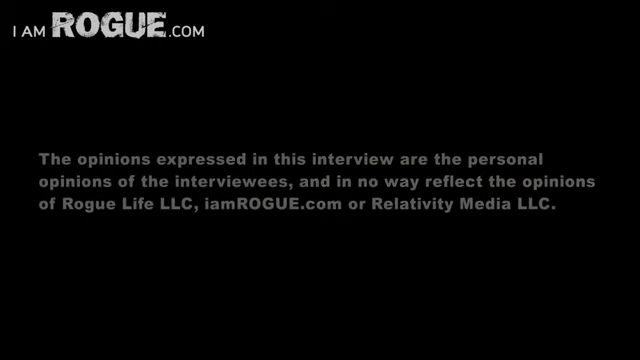 I AM ROGUE.COM
The opinions expressed in this interview are the personal
opinions of the interviewees, and in no way reflect the opinions
of Rogue Life LLC, iamROGUE.com or Relativity Media LLC.